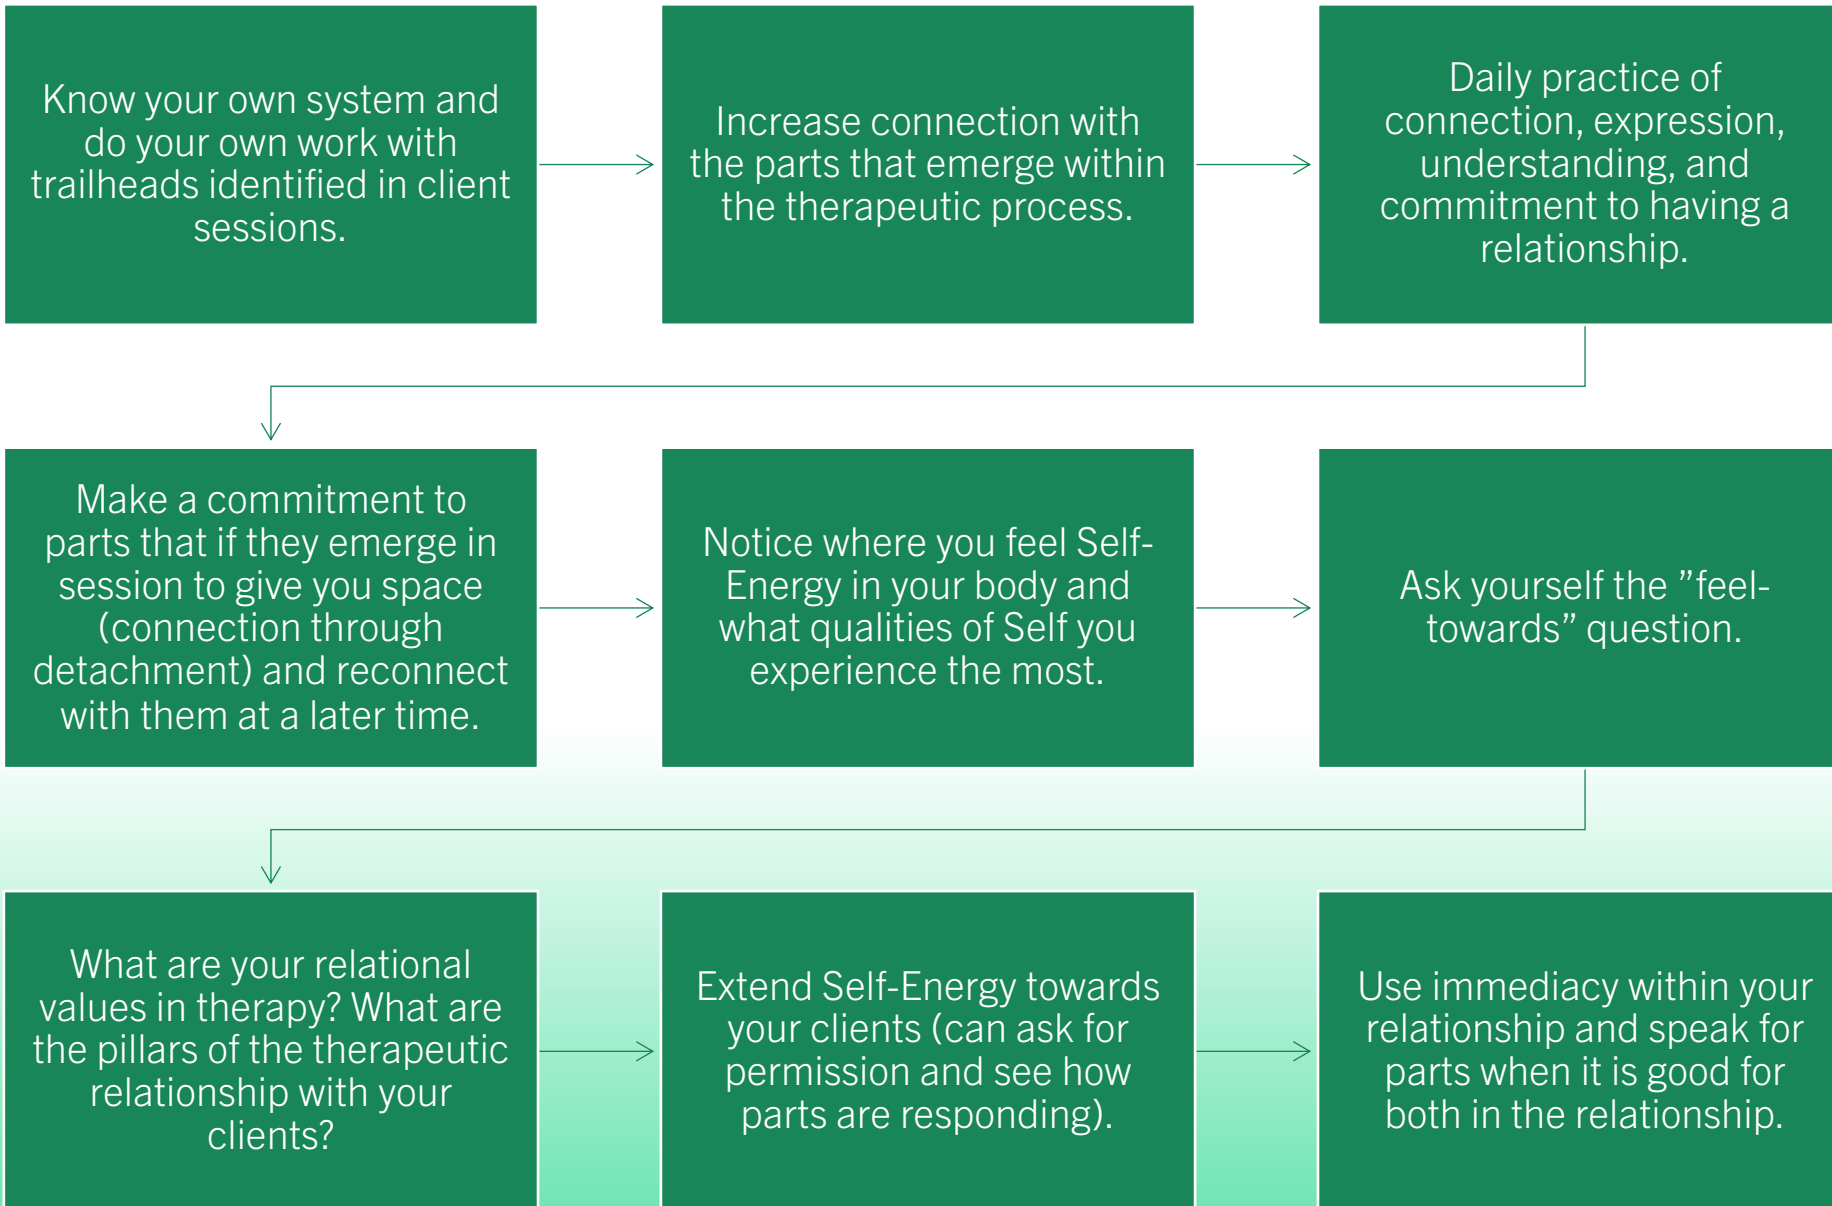 Know your own system and
do your own work with
trailheads identified in client
sessions.
Increase connection with
the parts that emerge within
the therapeutic process.
Daily practice of
connection, expression,
understanding, and
commitment to having a
relationship.
Make a commitment to
parts that if they emerge in
session to give you space
(connection through
detachment) and reconnect
with them at a later time.
Notice where you feel Self-
Energy in your body and
what qualities of Self you
experience the most.
Ask yourself the ”feel-
towards” question.
What are your relational
values in therapy? What are
the pillars of the therapeutic
relationship with your
clients?
Extend Self-Energy towards
your clients (can ask for
permission and see how
parts are responding).
Use immediacy within your
relationship and speak for
parts when it is good for
both in the relationship.